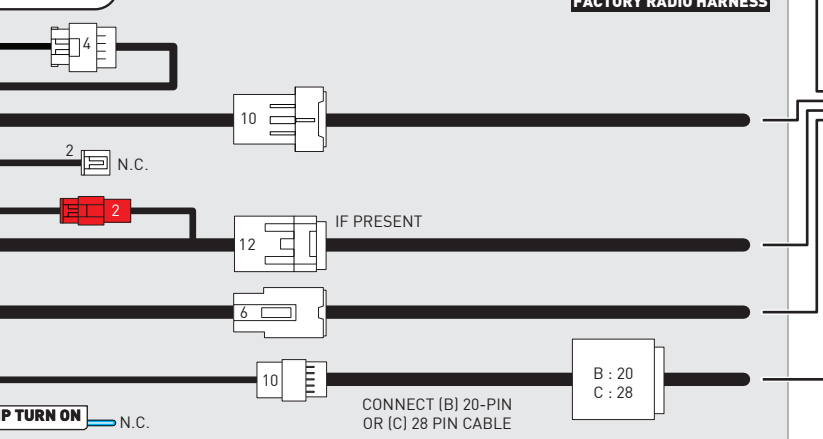 FACTORY RADIO HARNESS
4
10
2
N.C.
2
IF PRESENT
12
6
10
B : 20
C : 28
CONNECT (B) 20-PIN
OR (C) 28 PIN CABLE
P TURN ON
N.C.